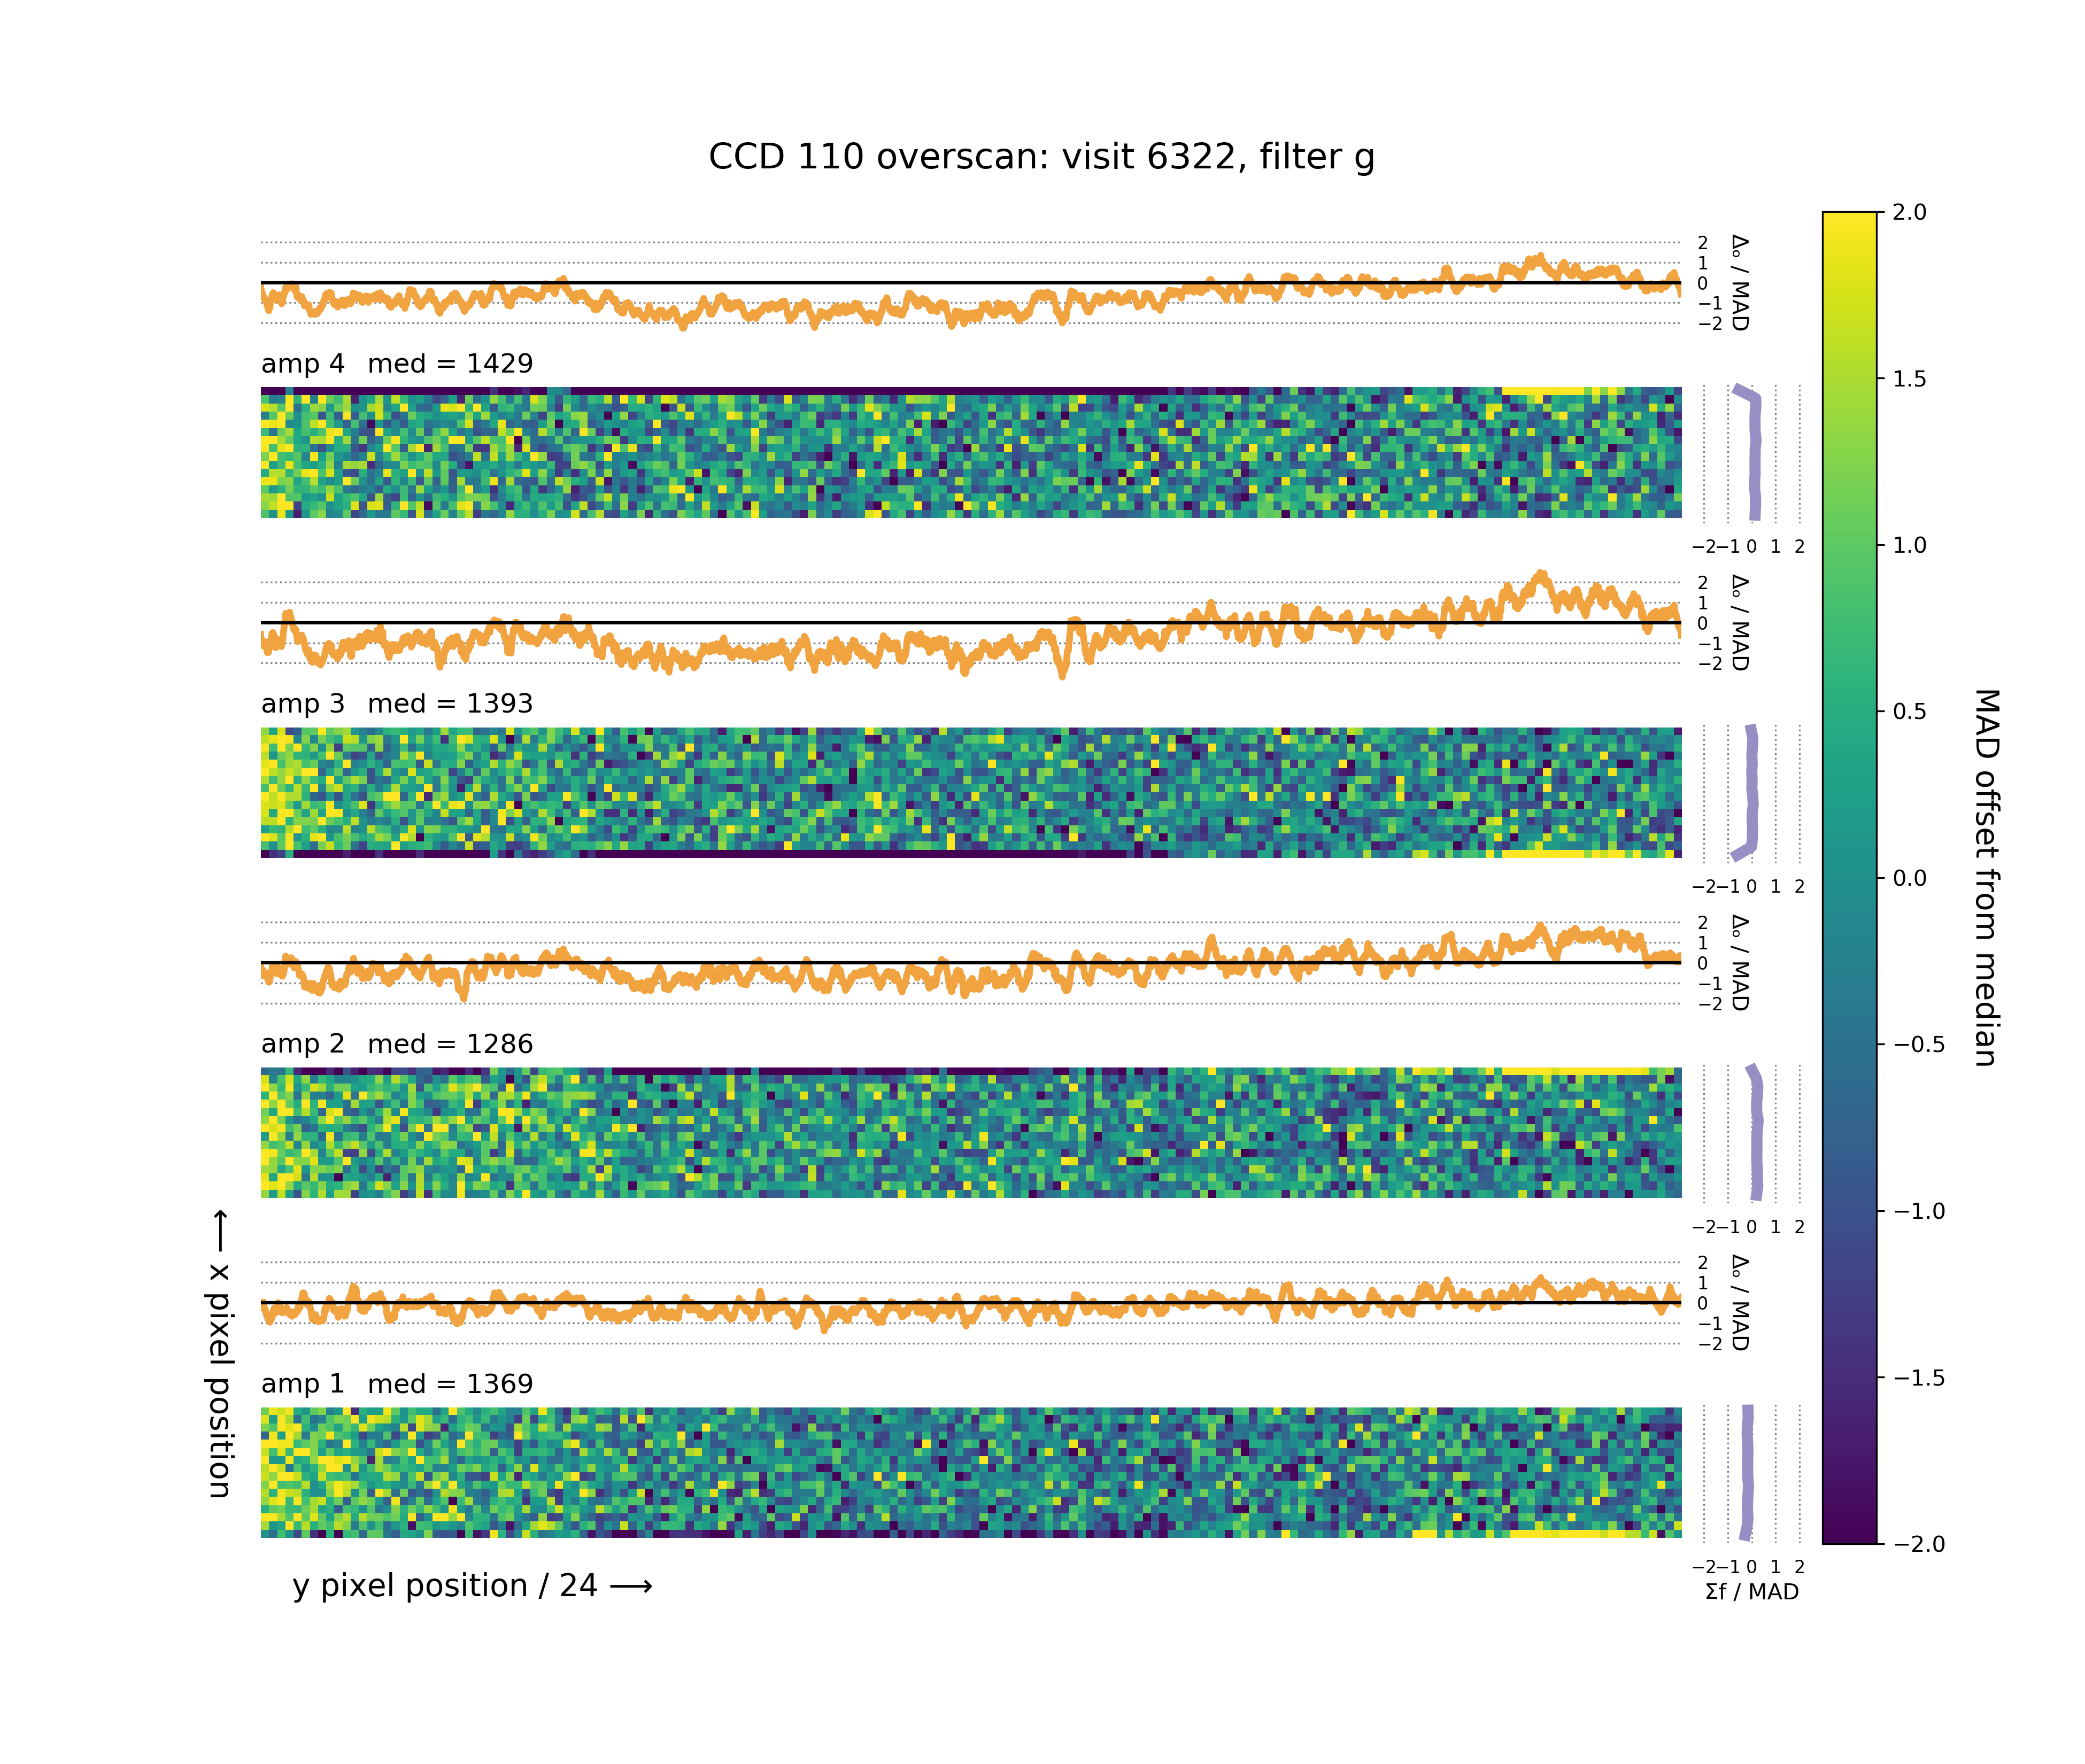 CCD 110 overscan: visit 6322, filter g
2
1
0
−1
−2
Δₒ / MAD
amp 4 med = 1429
−2 −1 0 1 2
2
1
0
−1
−2
Δₒ / MAD
amp 3 med = 1393
−2 −1 0 1 2
2
1
0
−1
−2
Δₒ / MAD
amp 2 med = 1286
−2 −1 0 1 2
2
1
0
−1
−2
Δₒ / MAD
amp 1 med = 1369
−2 −1 0 1 2
Σf / MAD
y pixel position / 24 ⟶
⟵ x pixel position
2.0
1.5
1.0
0.5
0.0
−0.5
−1.0
−1.5
−2.0
MAD offset from median